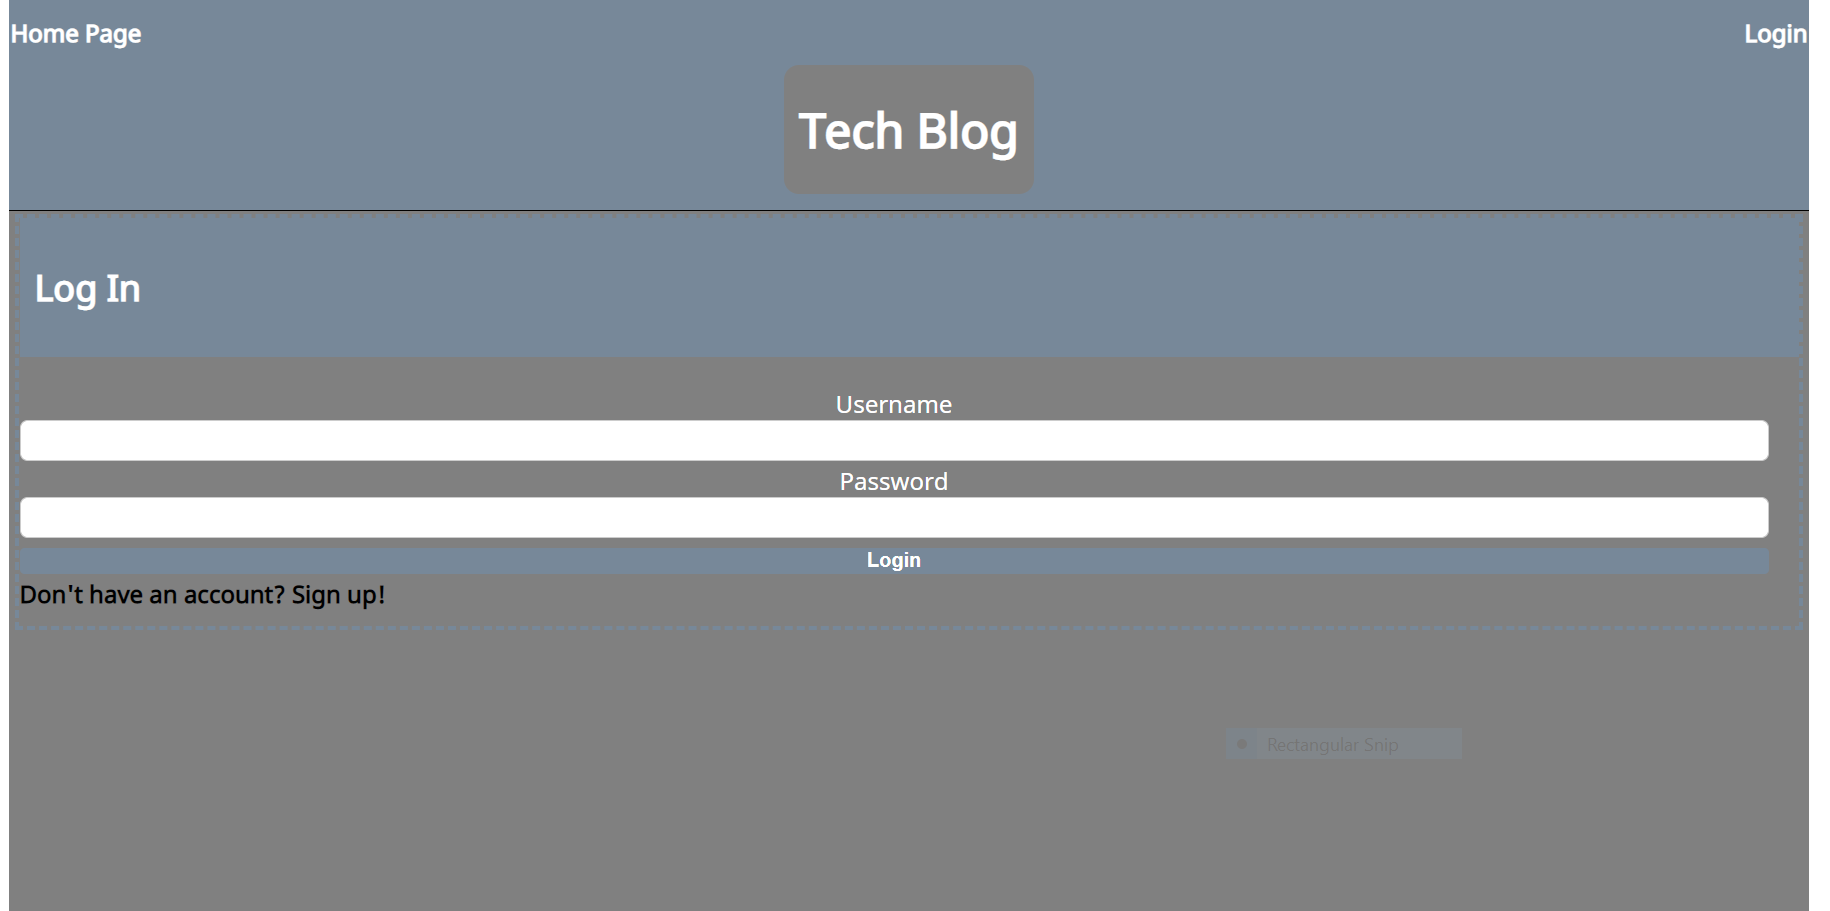 Home Page
Login
Tech Blog
Log In
Username
Password
Login
Don't have an account? Sign up!
Rectangular Snip